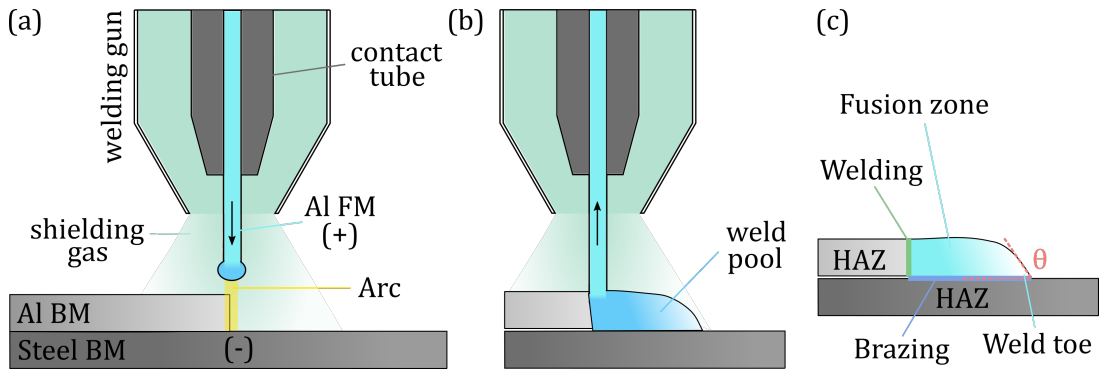 (a)
welding gun
contact
tube
shielding
gas
Al FM
(+)
Arc
Al BM
Steel BM
(-)
(b)
weld
pool
(c)
Fusion zone
Welding
HAZ
θ
HAZ
Brazing
Weld toe